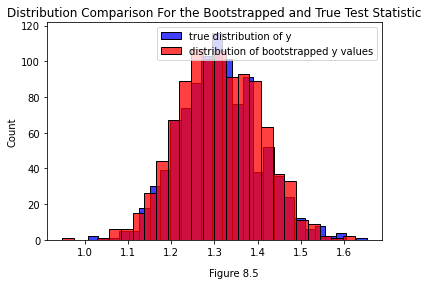 Distribution Comparison For the Bootstrapped and True Test Statistic
true distribution of y
distribution of bootstrapped y values
120
100
80
60
40
20
0
Count
1.0 1.1 1.2 1.3 1.4 1.5 1.6
Figure 8.5